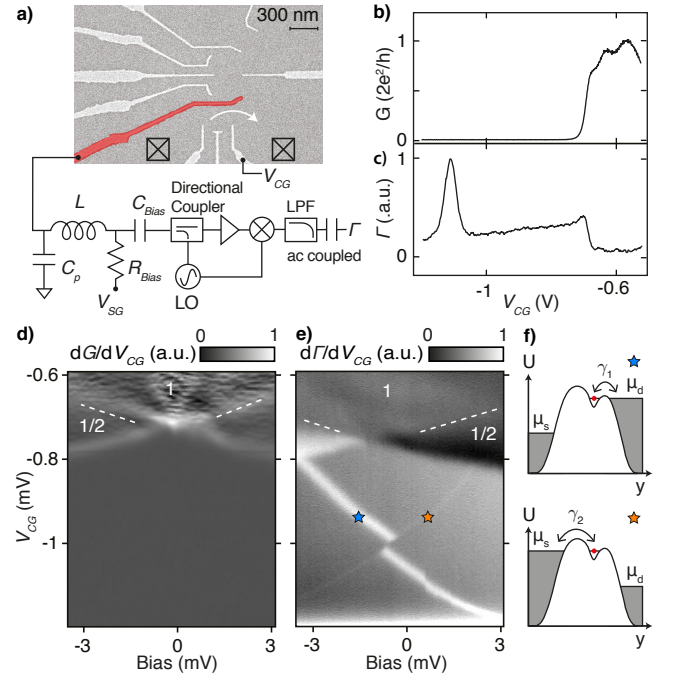 a)
300 nm
V_CG
L
C_Bias
Directional
Coupler
LPF
Γ
ac coupled
C_p
R_Bias
V_SG
LO
b)
G (2e²/h)
1
0
c)
Γ (.a.u.)
1
0
-1
-0.6
V_CG (V)
d)
0
1
dG/dV_CG (a.u.)
1
1/2
-0.6
-0.8
-1
V_CG (mV)
-3
0
3
Bias (mV)
e)
0
1
dΓ/dV_CG (a.u.)
1
1/2
-3
0
3
Bias (mV)
f)
U
γ₁
μ_d
μ_s
y
U
γ₂
μ_s
μ_d
y